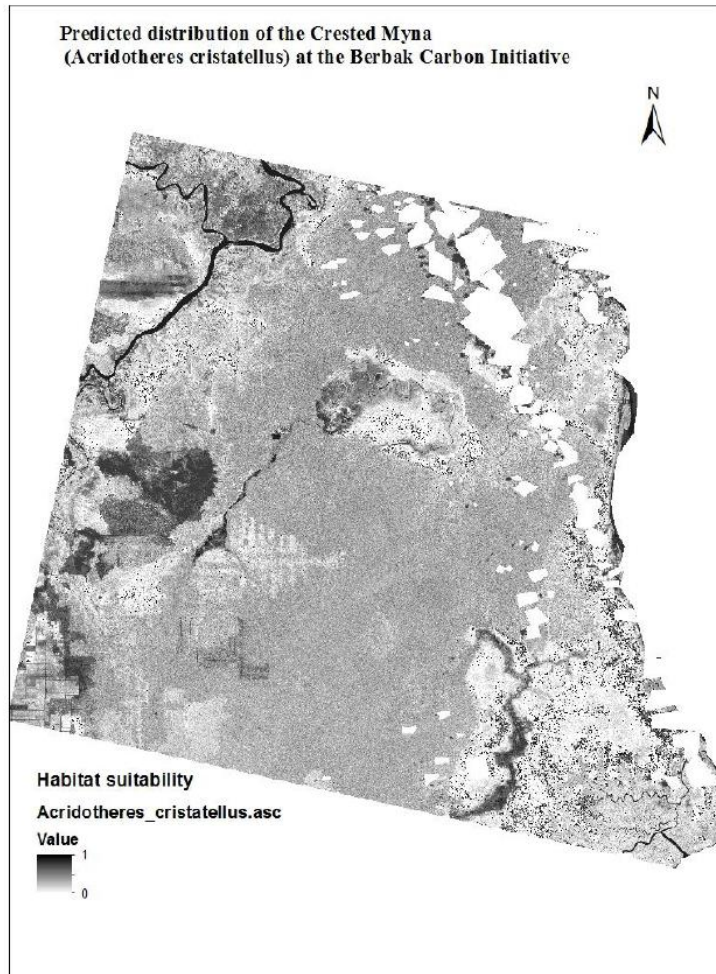 Predicted distribution of the Crested Myna
(Acridotheres cristatellus) at the Berbak Carbon Initiative
N
Habitat suitability
Acridotheres_cristatellus.asc
Value
1
0